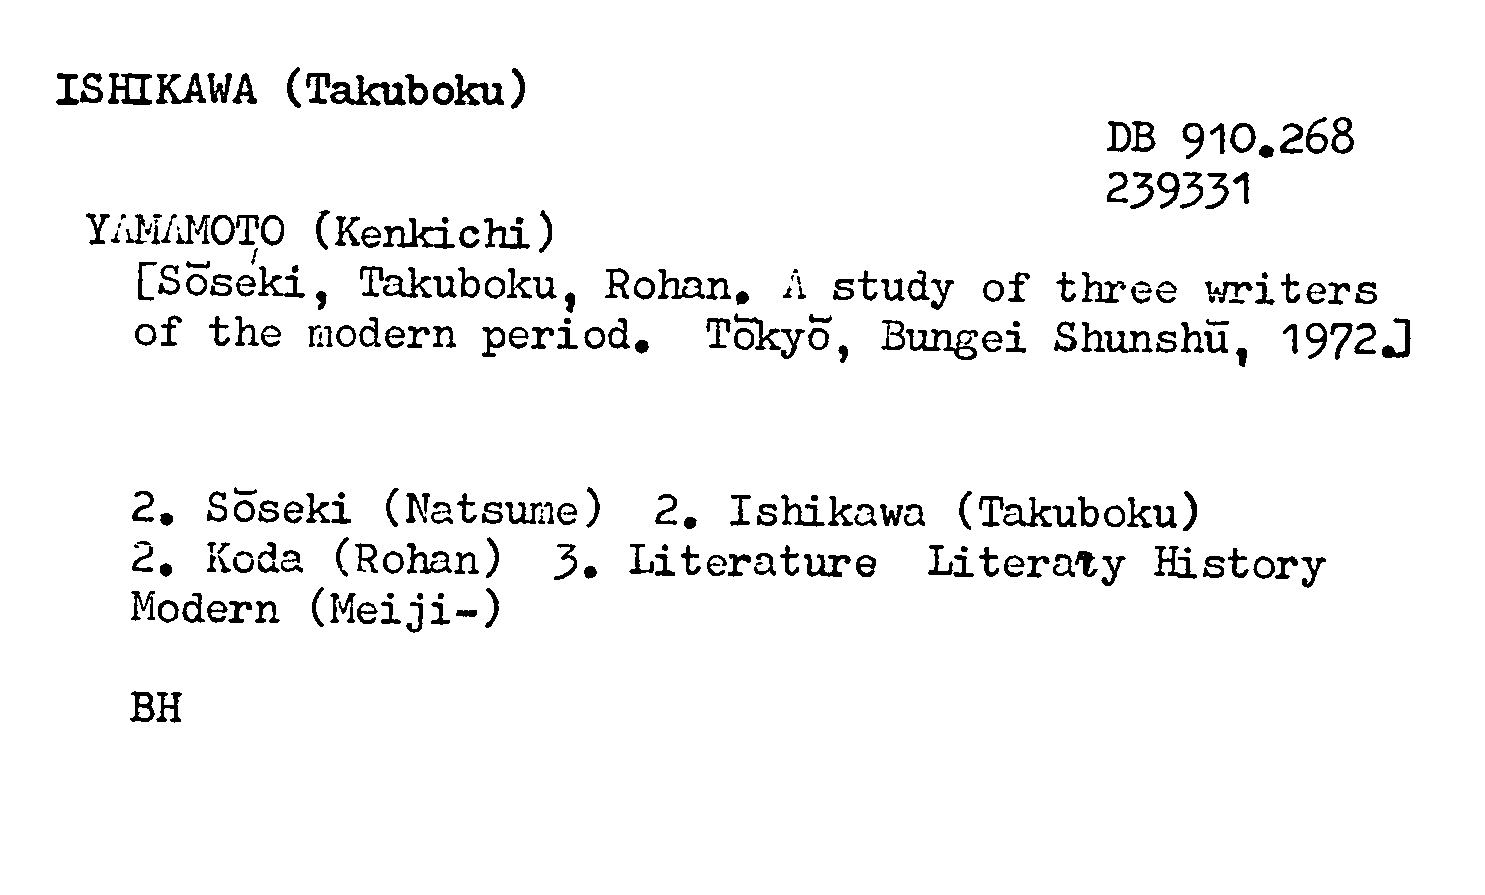 ISHIKAWA (Takuboku)
DB 910.268
239331
YAMAMOTO (Kenkichi)
[Sōseki, Takuboku, Rohan. A study of three writers
of the modern period. Tōkyō, Bungei Shunshū, 1972.]
2. Sōseki (Natsume) 2. Ishikawa (Takuboku)
2. Koda (Rohan) 3. Literature Literaty History
Modern (Meiji-)
BH